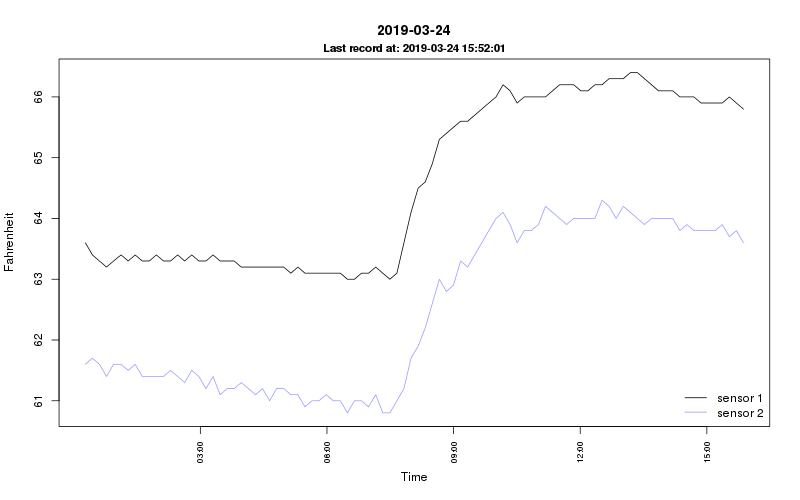 2019-03-24
Last record at: 2019-03-24 15:52:01
Fahrenheit
66
65
64
63
62
61
sensor 1
sensor 2
03:00
06:00
09:00
12:00
15:00
Time